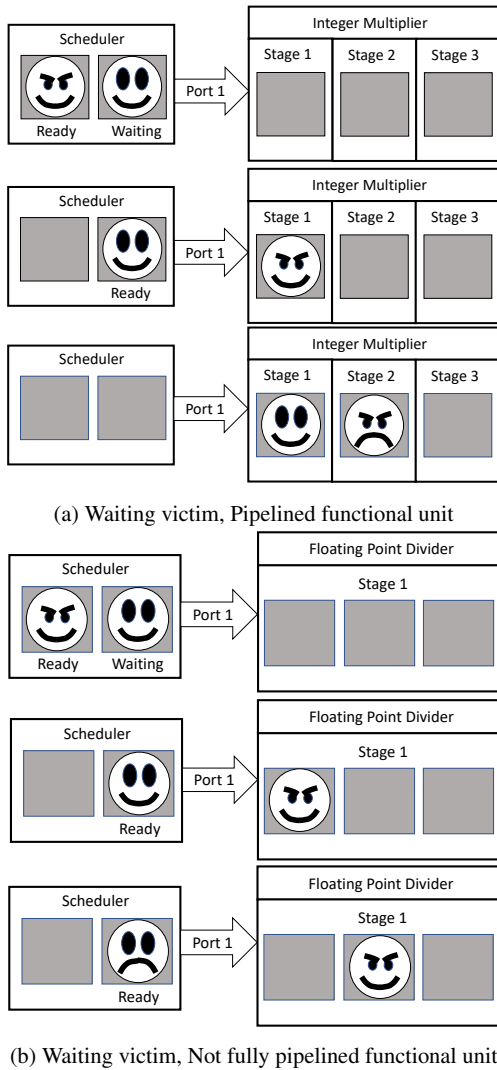 Scheduler
Integer Multiplier
Stage 1 Stage 2 Stage 3
Port 1
Ready Waiting
Scheduler
Integer Multiplier
Stage 1 Stage 2 Stage 3
Port 1
Ready
Scheduler
Integer Multiplier
Stage 1 Stage 2 Stage 3
Port 1
(a) Waiting victim, Pipelined functional unit
Scheduler
Floating Point Divider
Stage 1
Port 1
Ready Waiting
Scheduler
Floating Point Divider
Stage 1
Port 1
Ready
Scheduler
Floating Point Divider
Stage 1
Port 1
Ready
(b) Waiting victim, Not fully pipelined functional unit